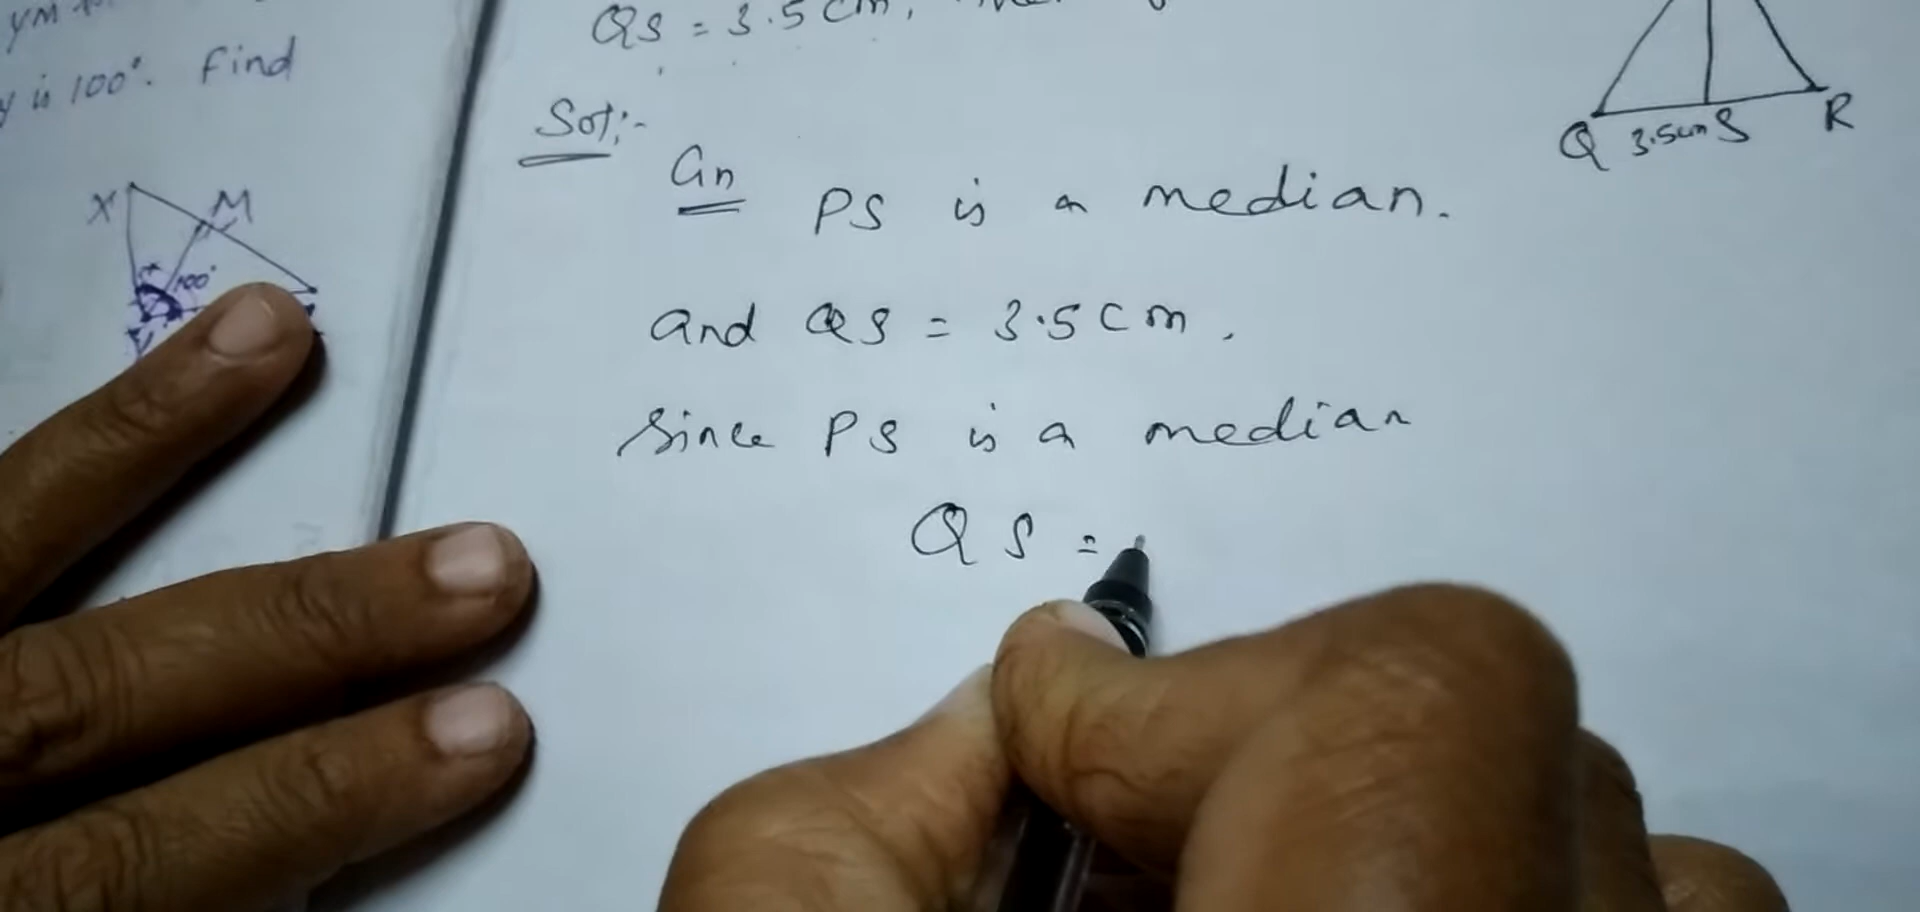 YM
y is 100°. Find
X M
100°
QS = 3.5 cm,
Sol:-
Q 3.5cm S R
Gn PS is a median.
and QS = 3.5 cm.
Since PS is a median
QS =